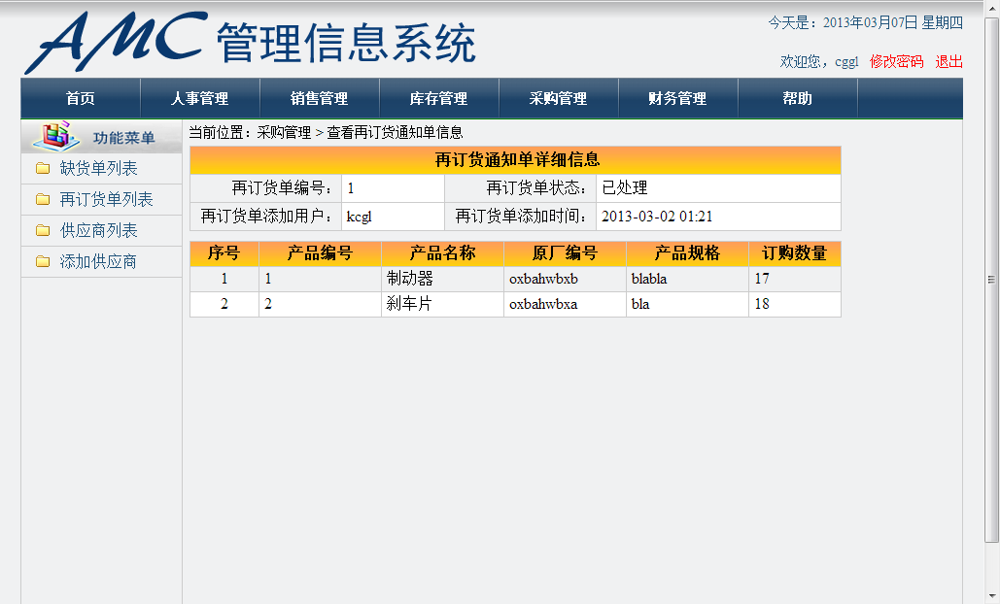 AMC 管理信息系统
今天是：2013年03月07日 星期四
欢迎您，cggl 修改密码 退出
首页 人事管理 销售管理 库存管理 采购管理 财务管理 帮助
功能菜单
缺货单列表
再订货单列表
供应商列表
添加供应商
当前位置：采购管理 > 查看再订货通知单信息
再订货通知单详细信息
再订货单编号： 1 再订货单状态： 已处理
再订货单添加用户： kcgl 再订货单添加时间： 2013-03-02 01:21
序号 产品编号 产品名称 原厂编号 产品规格 订购数量
1 1 制动器 oxbahwbxb blabla 17
2 2 刹车片 oxbahwbxa bla 18